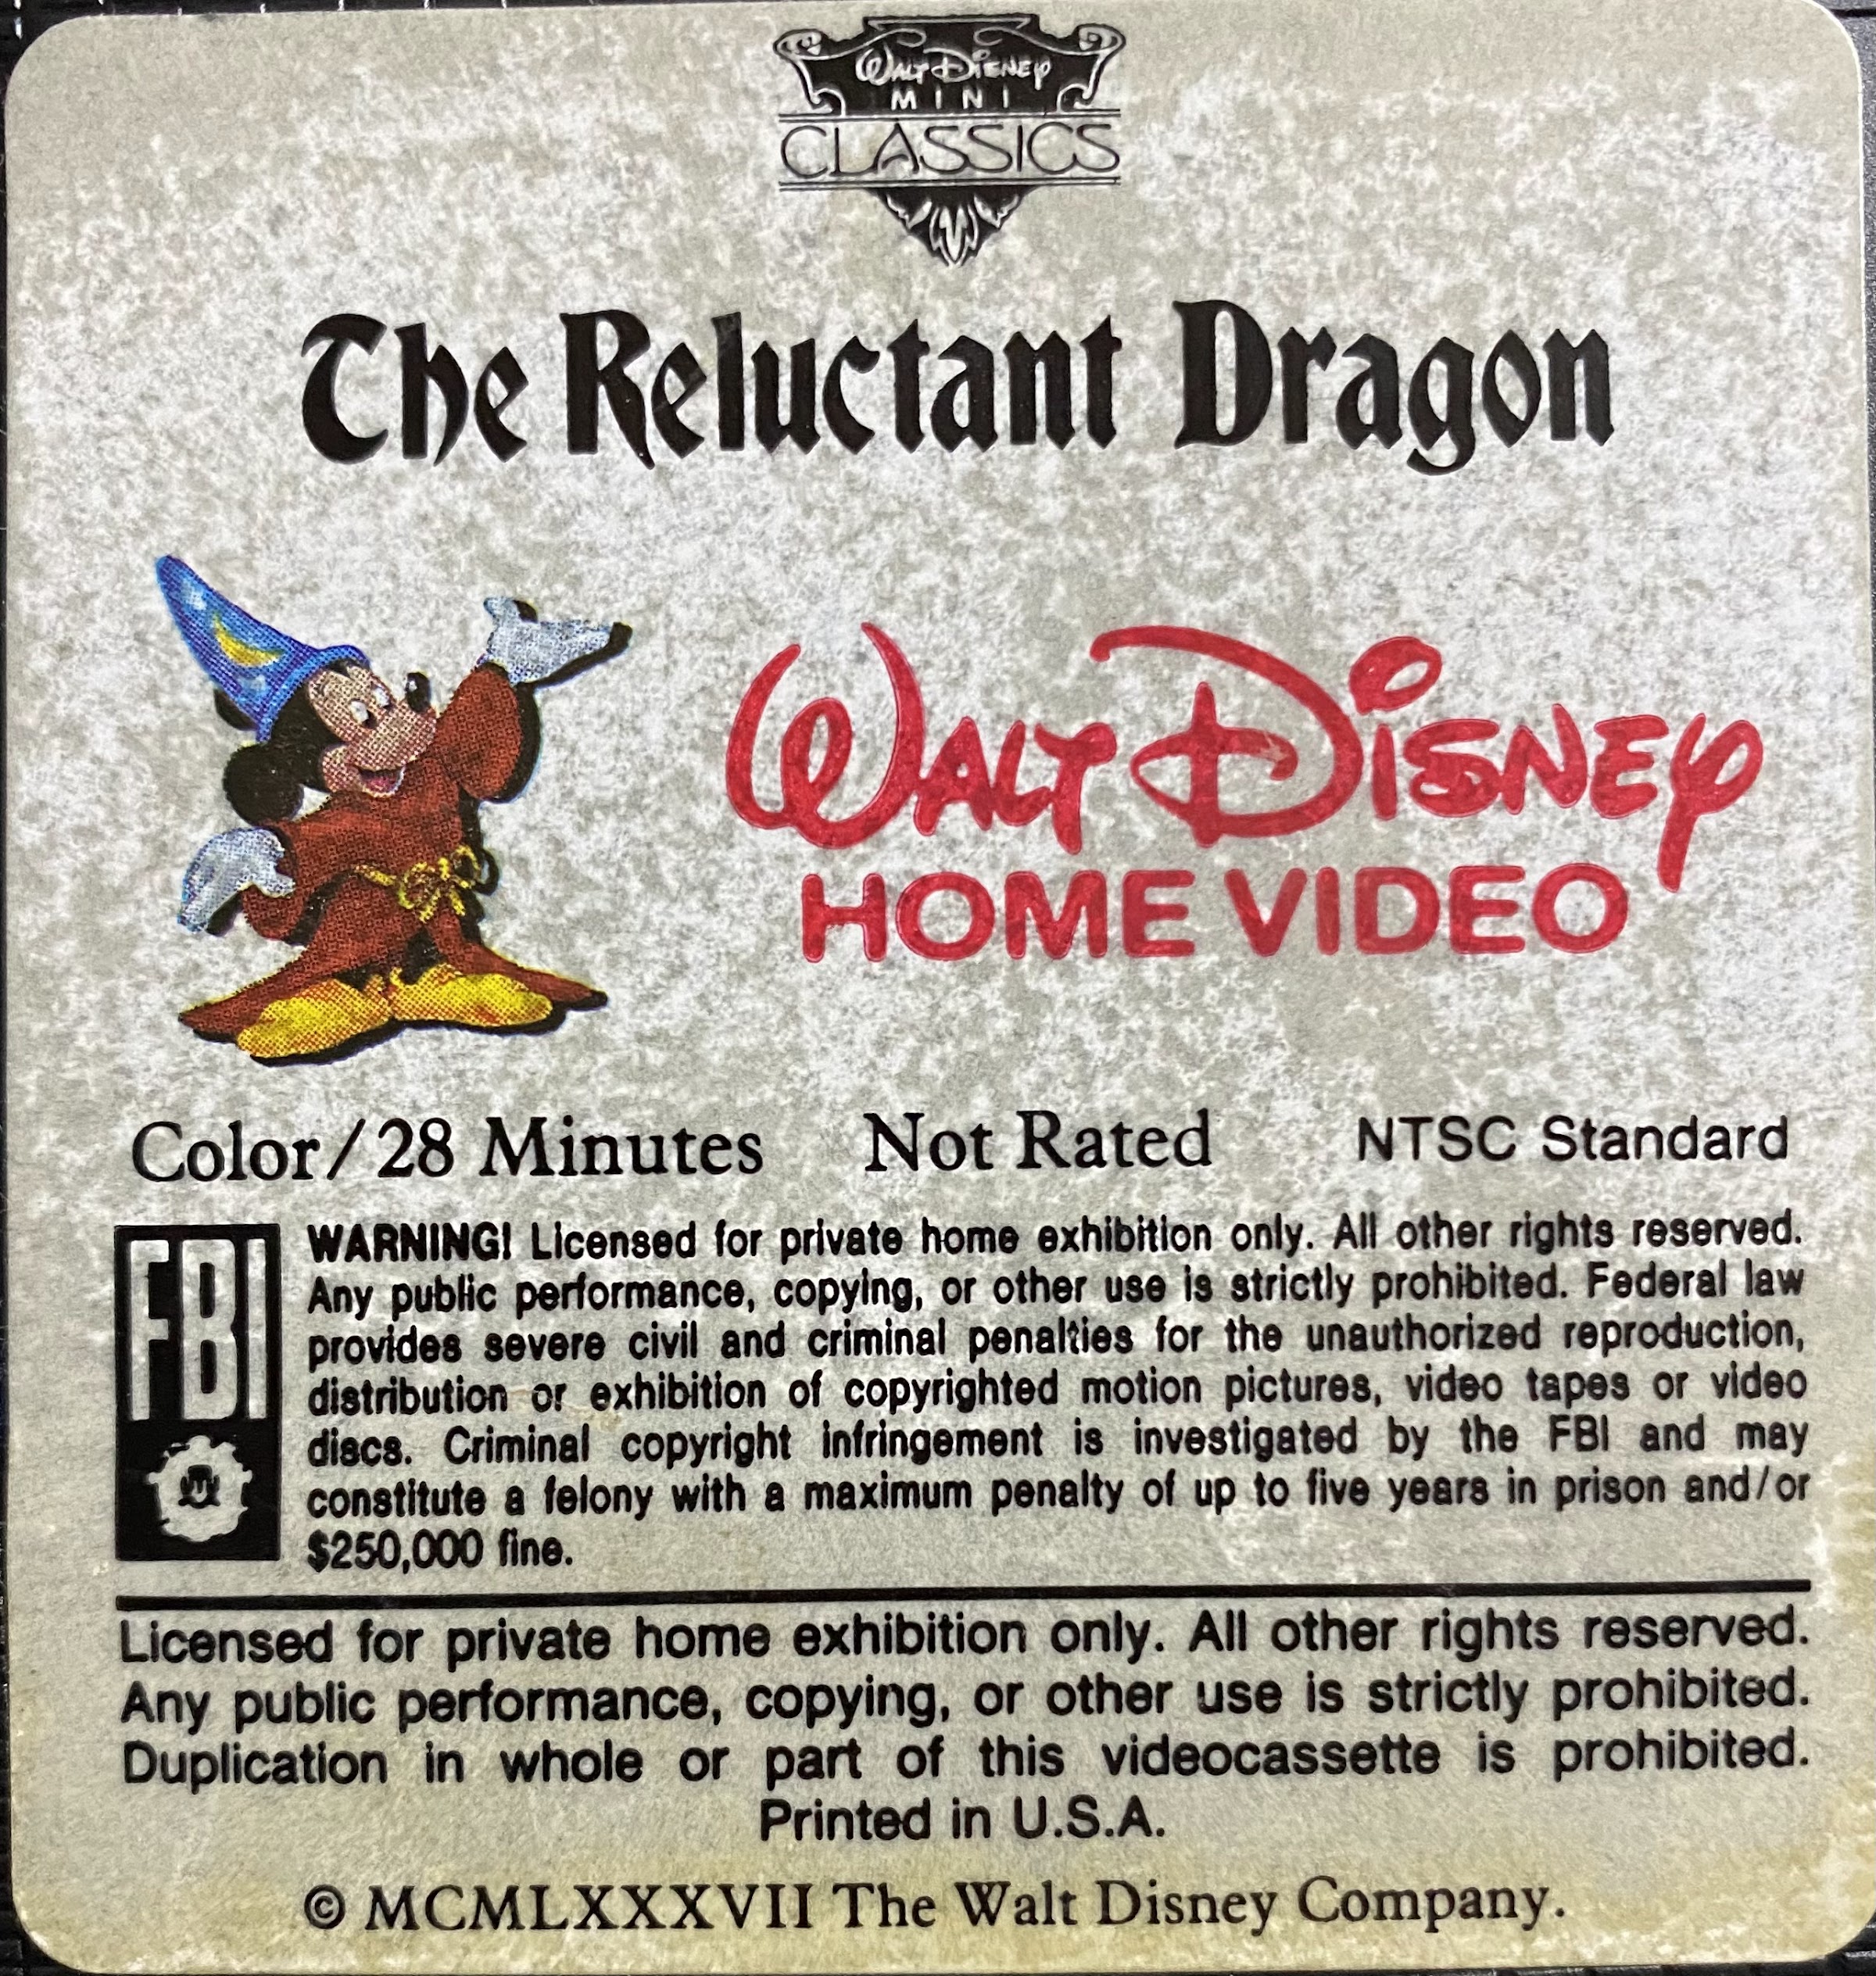 WALT DISNEY
MINI
CLASSICS
The Reluctant Dragon
WALT DISNEY
HOME VIDEO
Color/28 Minutes Not Rated NTSC Standard
FBI
WARNING! Licensed for private home exhibition only. All other rights reserved.
Any public performance, copying, or other use is strictly prohibited. Federal law
provides severe civil and criminal penalties for the unauthorized reproduction,
distribution or exhibition of copyrighted motion pictures, video tapes or video
discs. Criminal copyright infringement is investigated by the FBI and may
constitute a felony with a maximum penalty of up to five years in prison and/or
$250,000 fine.
Licensed for private home exhibition only. All other rights reserved.
Any public performance, copying, or other use is strictly prohibited.
Duplication in whole or part of this videocassette is prohibited.
Printed in U.S.A.
© MCMLXXXVII The Walt Disney Company.